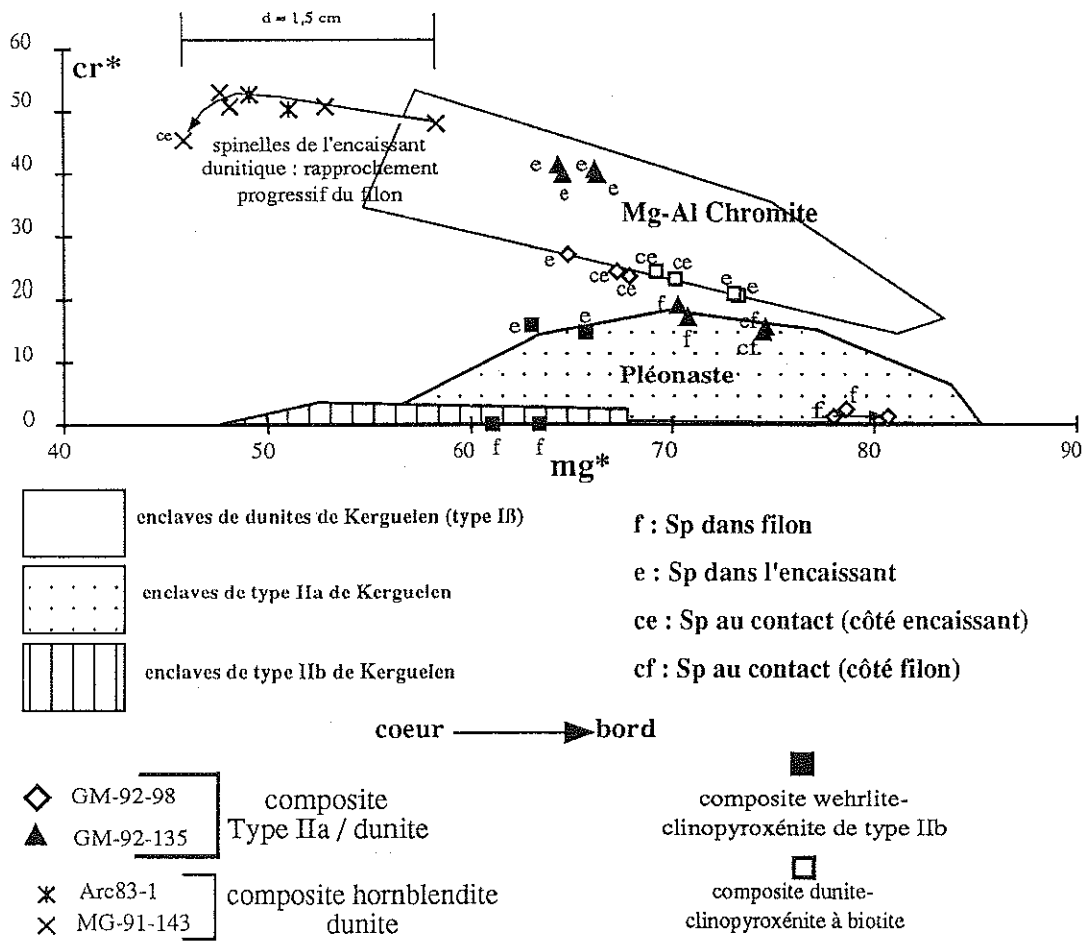 d = 1,5 cm
60
50
40
30
20
10
0
cr*
ce
spinelles de l'encaissant
dunitique : rapprochement
progressif du filon
e
e
e
e
Mg-Al Chromite
e
ce
ce
ce
ce
e
e
e
e
f
f
cf
cf
Pléonaste
f
f
f
f
40
50
60
70
80
90
mg*
enclaves de dunites de Kerguelen (type Iß)
enclaves de type IIa de Kerguelen
enclaves de type IIb de Kerguelen
f : Sp dans filon
e : Sp dans l'encaissant
ce : Sp au contact (côté encaissant)
cf : Sp au contact (côté filon)
coeur bord
GM-92-98
GM-92-135
composite
Type IIa / dunite
Arc83-1
MG-91-143
composite hornblendite
dunite
composite wehrlite-
clinopyroxénite de type IIb
composite dunite-
clinopyroxénite à biotite